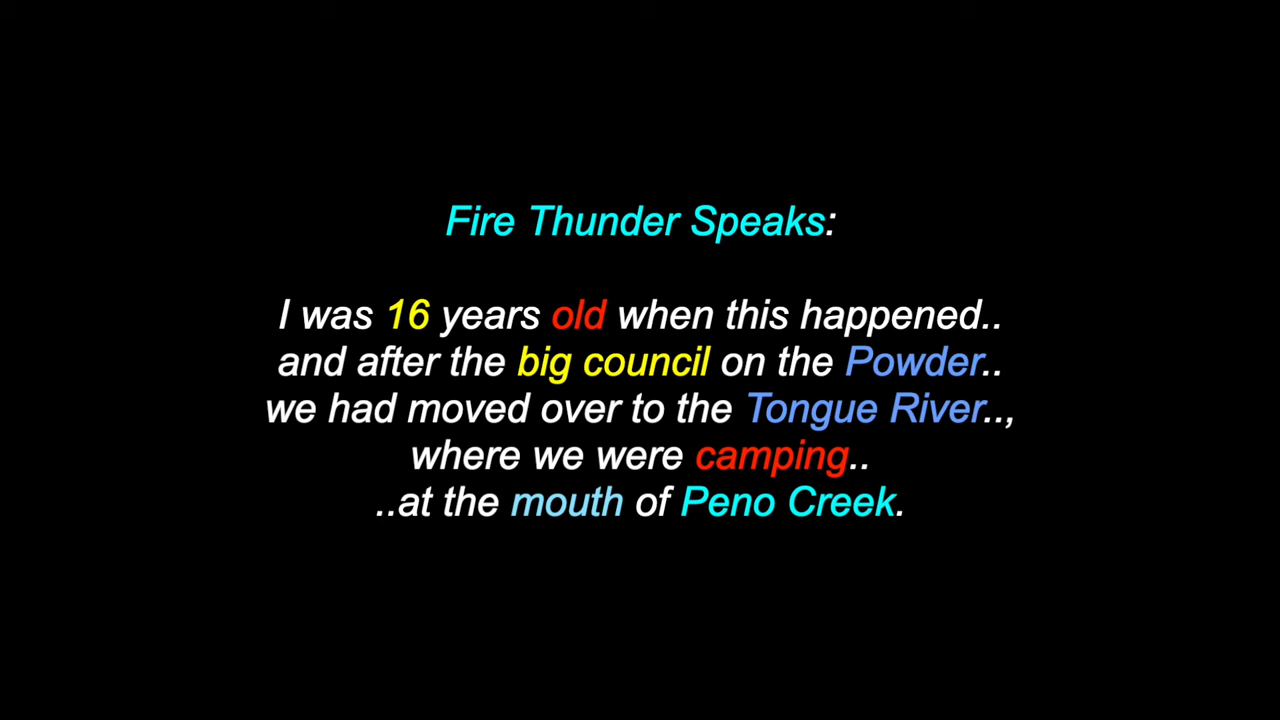 Fire Thunder Speaks:
I was 16 years old when this happened..
and after the big council on the Powder..
we had moved over to the Tongue River..,
where we were camping..
..at the mouth of Peno Creek.